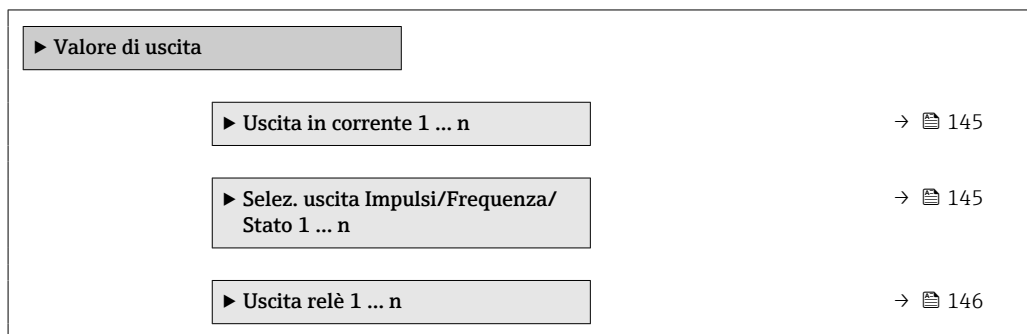 ▶ Valore di uscita
▶ Uscita in corrente 1 ... n → 145
▶ Selez. uscita Impulsi/Frequenza/ → 145
Stato 1 ... n
▶ Uscita relè 1 ... n → 146